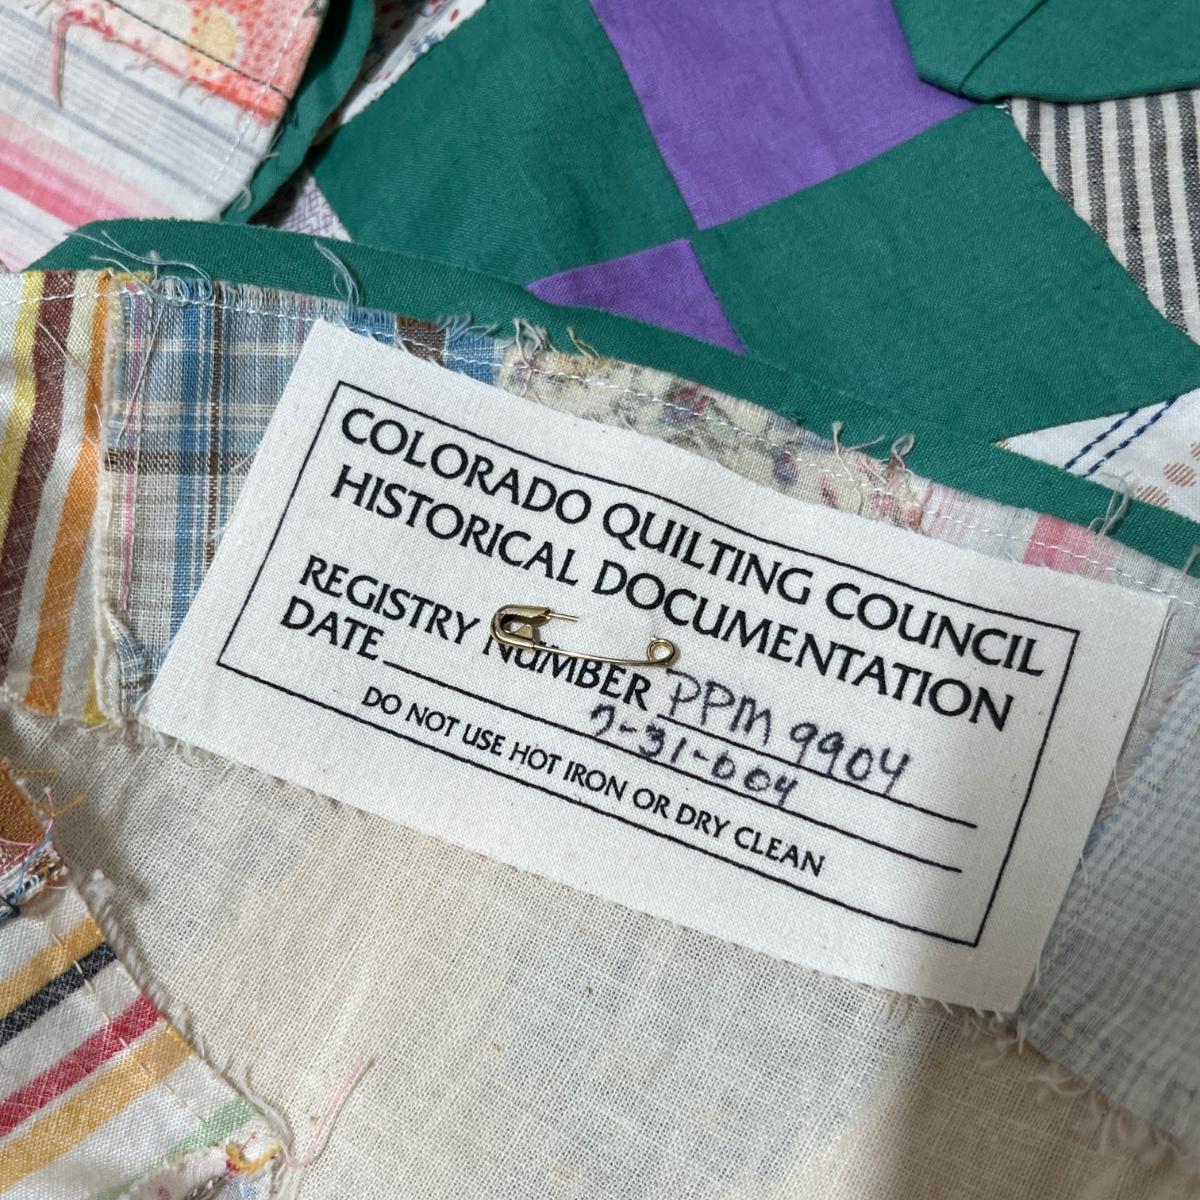 COLORADO QUILTING COUNCIL
HISTORICAL DOCUMENTATION
REGISTRY NUMBER PPM 9904
DATE 7-31-004
DO NOT USE HOT IRON OR DRY CLEAN